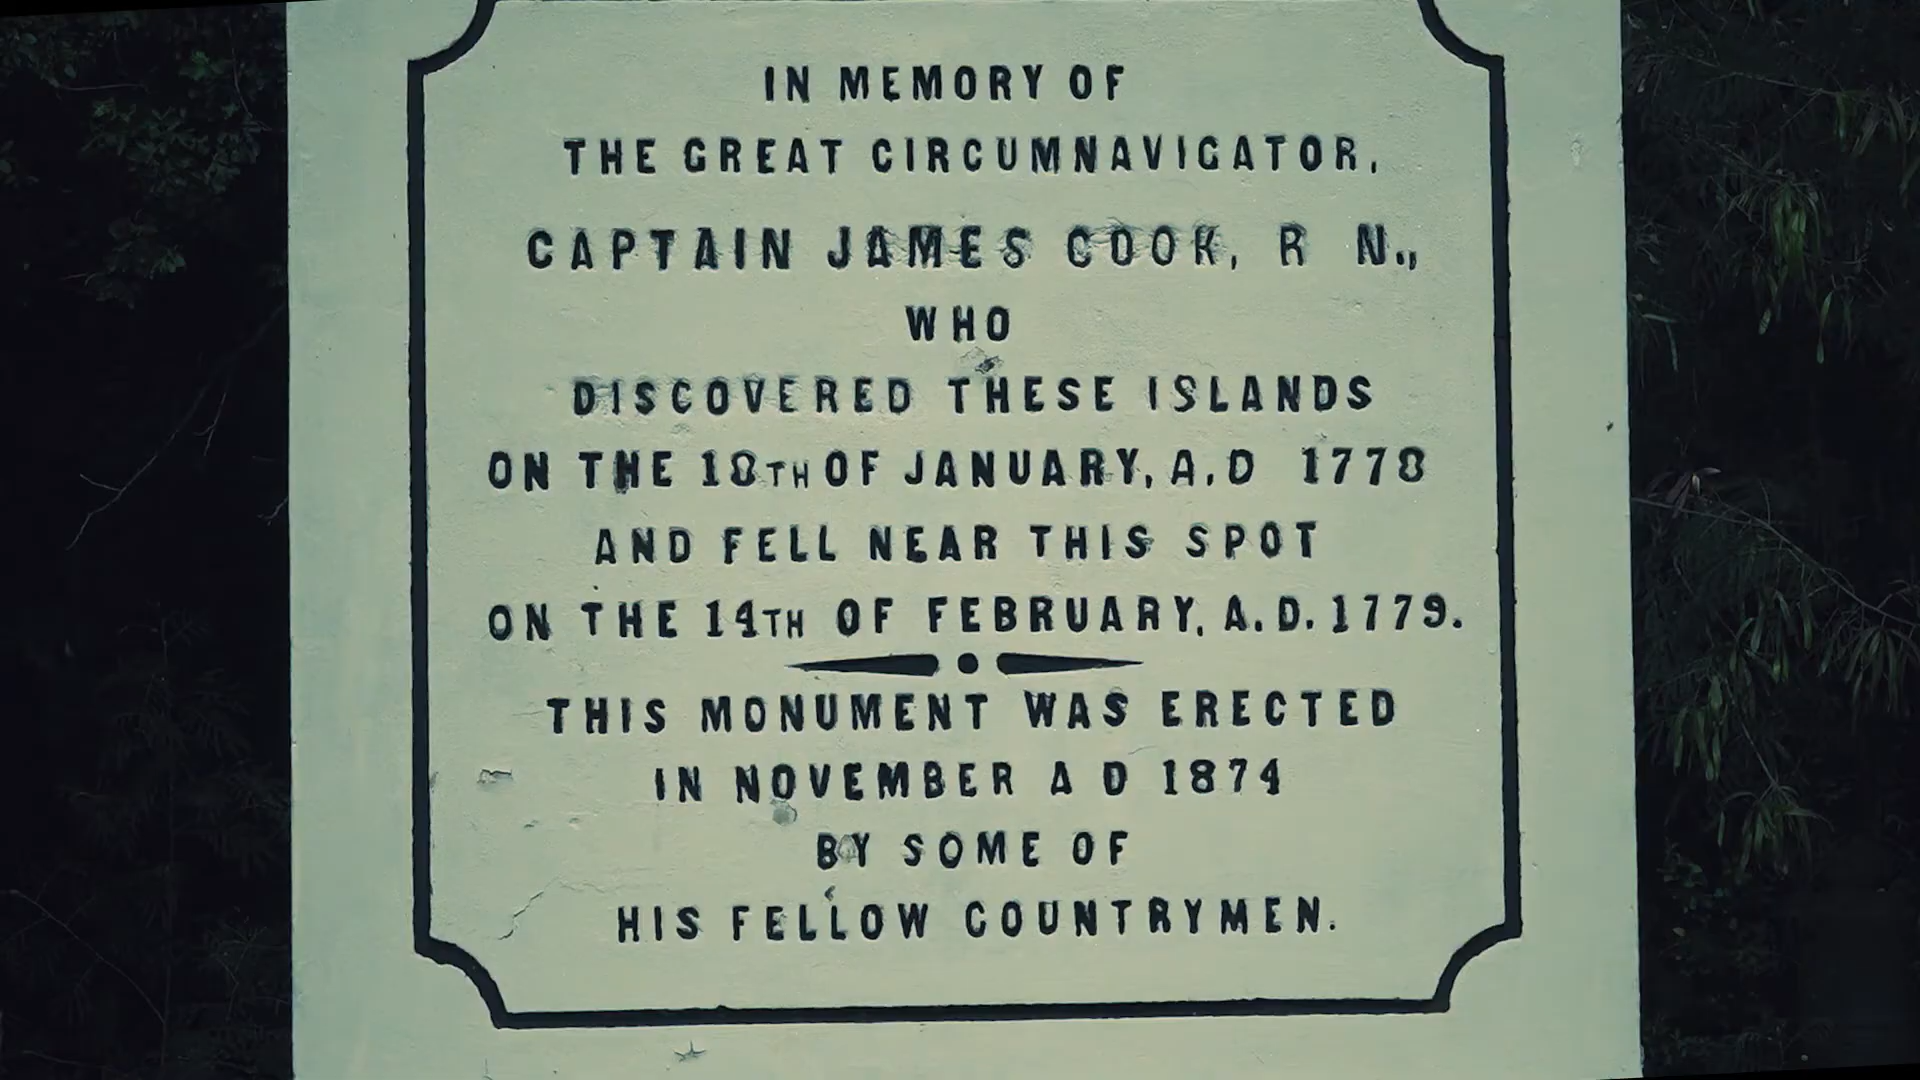 IN MEMORY OF
THE GREAT CIRCUMNAVIGATOR,
CAPTAIN JAMES COOK, R N.,
WHO
DISCOVERED THESE ISLANDS
ON THE 18TH OF JANUARY, A.D 1778
AND FELL NEAR THIS SPOT
ON THE 14TH OF FEBRUARY, A.D. 1779.
THIS MONUMENT WAS ERECTED
IN NOVEMBER A D 1874
BY SOME OF
HIS FELLOW COUNTRYMEN.